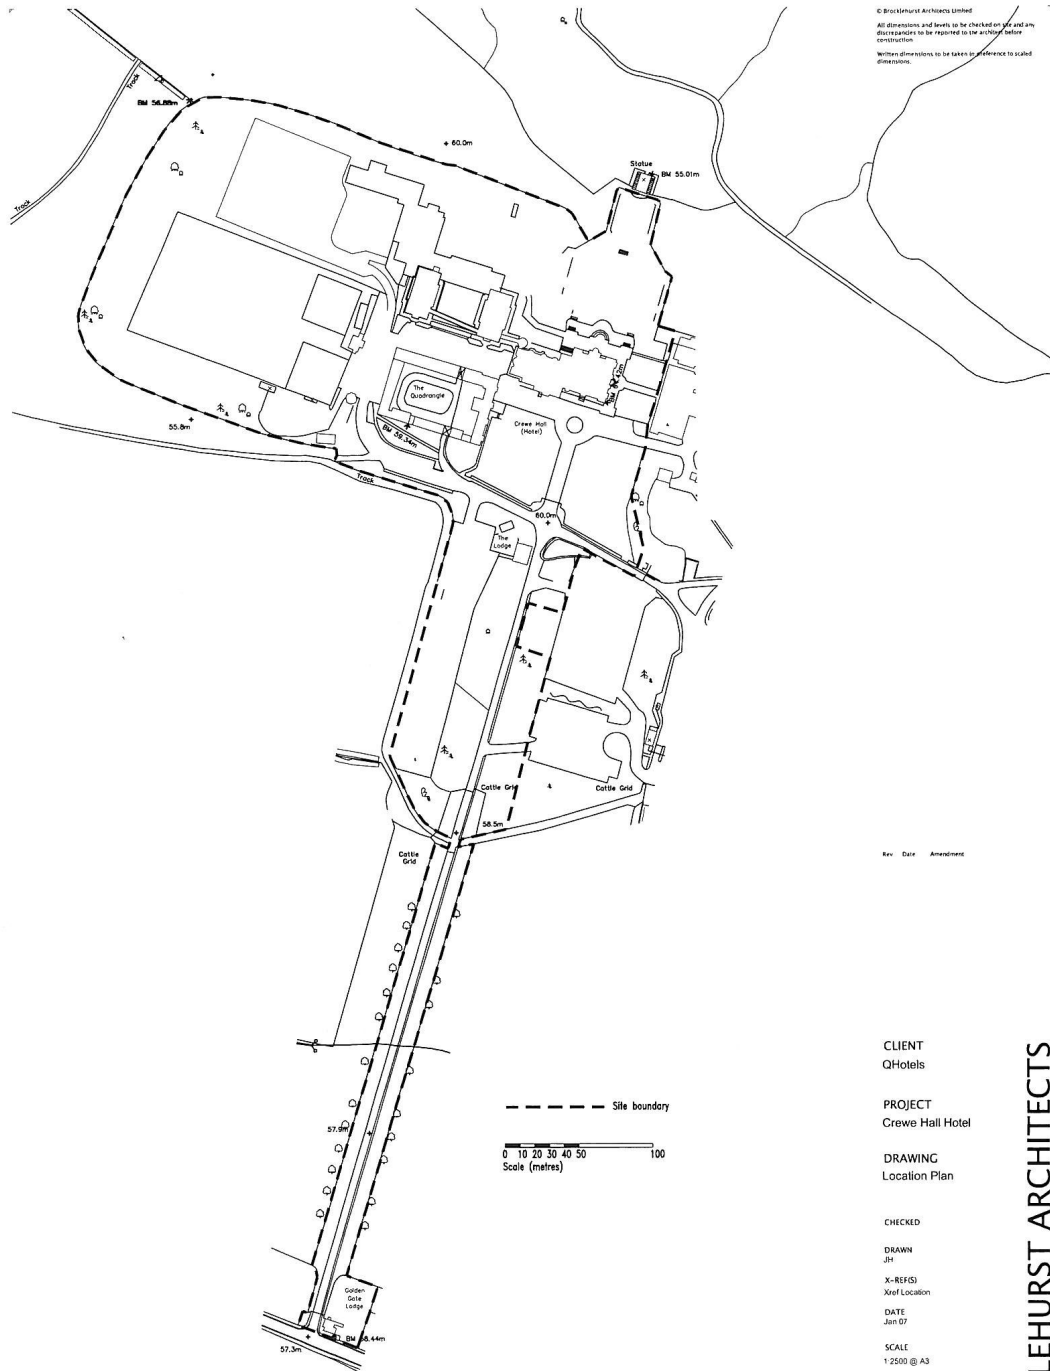 © Brocklehurst Architects Limited
All dimensions and levels to be checked on site and any
discrepancies to be reported to the architect before
construction
Written dimensions to be taken in preference to scaled
dimensions.
Track
BM 56.88m
60.0m
Statue
BM 55.01m
Track
The
Quadrangle
55.8m
BM 59.34m
Crewe Hall
(Hotel)
Track
60.0m
The
Lodge
Cattle Grid
Cattle Grid
58.5m
Cattle
Grid
Rev Date Amendment
CLIENT
QHotels
Site boundary
PROJECT
Crewe Hall Hotel
57.9m
0 10 20 30 40 50 100
Scale (metres)
DRAWING
Location Plan
CHECKED
DRAWN
JH
X-REF(S)
Xref Location
DATE
Jan 07
SCALE
1:2500 @ A3
Golden
Gate
Lodge
BM 58.44m
57.3m
LEHURST ARCHITECTS